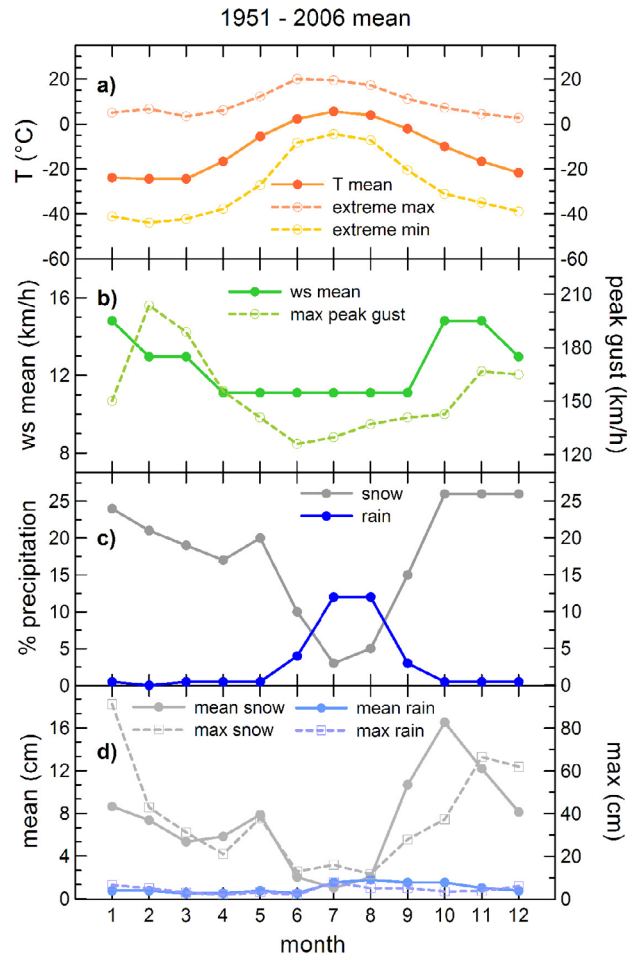 1951 - 2006 mean
a)
20
0
-20
-40
-60
T (°C)
20
0
-20
-40
-60
T mean
extreme max
extreme min
b)
16
12
8
ws mean (km/h)
210
180
150
120
peak gust (km/h)
ws mean
max peak gust
c)
25
20
15
10
5
0
% precipitation
25
20
15
10
5
0
snow
rain
d)
16
12
8
4
0
mean (cm)
80
60
40
20
0
max (cm)
mean snow
max snow
mean rain
max rain
1 2 3 4 5 6 7 8 9 10 11 12
month